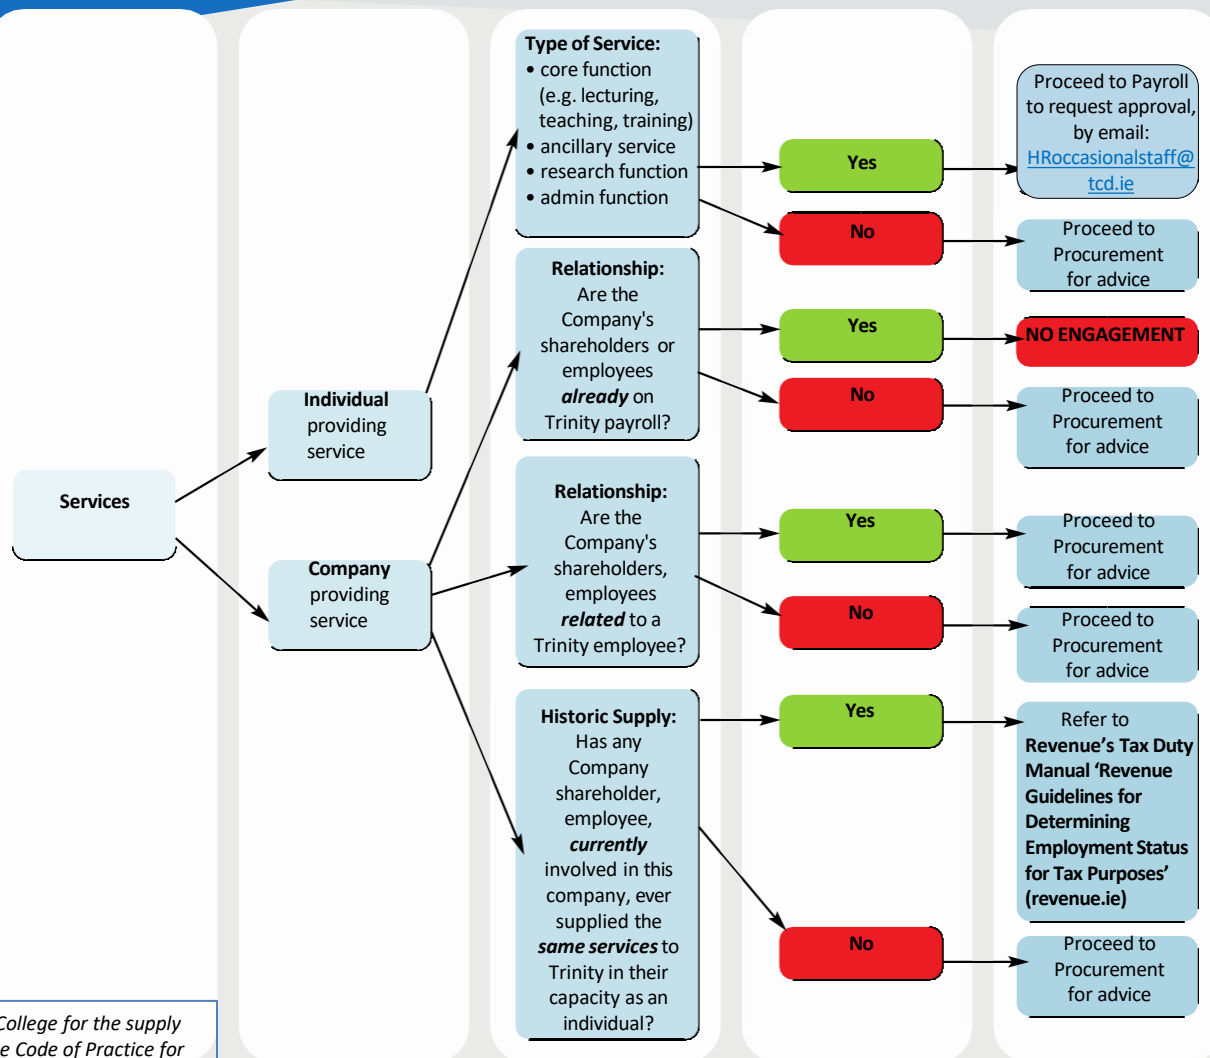 Services
Individual
providing
service
Company
providing
service
Type of Service:
• core function
(e.g. lecturing,
teaching, training)
• ancillary service
• research function
• admin function
Yes
Proceed to Payroll
to request approval,
by email:
HRoccasionalstaff@
tcd.ie
No
Proceed to
Procurement
for advice
Relationship:
Are the
Company's
shareholders or
employees
already on
Trinity payroll?
Yes
NO ENGAGEMENT
No
Proceed to
Procurement
for advice
Relationship:
Are the
Company's
shareholders,
employees
related to a
Trinity employee?
Yes
Proceed to
Procurement
for advice
No
Proceed to
Procurement
for advice
Historic Supply:
Has any
Company
shareholder,
employee,
currently
involved in this
company, ever
supplied the
same services to
Trinity in their
capacity as an
individual?
Yes
Refer to
Revenue’s Tax Duty
Manual ‘Revenue
Guidelines for
Determining
Employment Status
for Tax Purposes’
(revenue.ie)
No
Proceed to
Procurement
for advice
College for the supply
e Code of Practice for